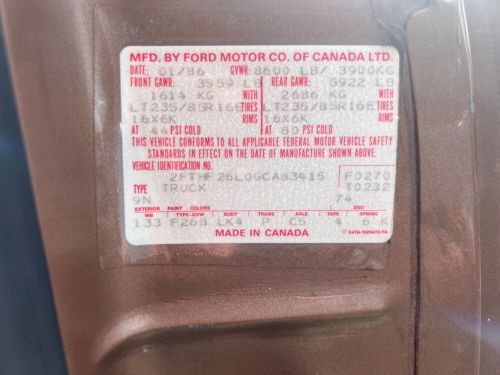 MFD. BY FORD MOTOR CO. OF CANADA LTD.
DATE: 01/86 GVWR: 8600 LB/ 3900KG
FRONT GAWR: 3559 LB REAR GAWR: 5922 LB
1614 KG WITH 2686 KG WITH
LT235/85R16E TIRES LT235/85R16E TIRES
16X6K RIMS 16X6K RIMS
AT 44 PSI COLD AT 80 PSI COLD
THIS VEHICLE CONFORMS TO ALL APPLICABLE FEDERAL MOTOR VEHICLE SAFETY
STANDARDS IN EFFECT ON THE DATE OF MANUFACTURE SHOWN ABOVE.
VEHICLE IDENTIFICATION NO.
2FTHF26L0GCA83415 F0270
TYPE TRUCK T0232
9N 74
EXTERIOR PAINT COLORS DSO
WB TYPE-GVW BODY TRANS AXLE TAPE SPRING
133 F263 LK4 P C5 4 6 K
MADE IN CANADA